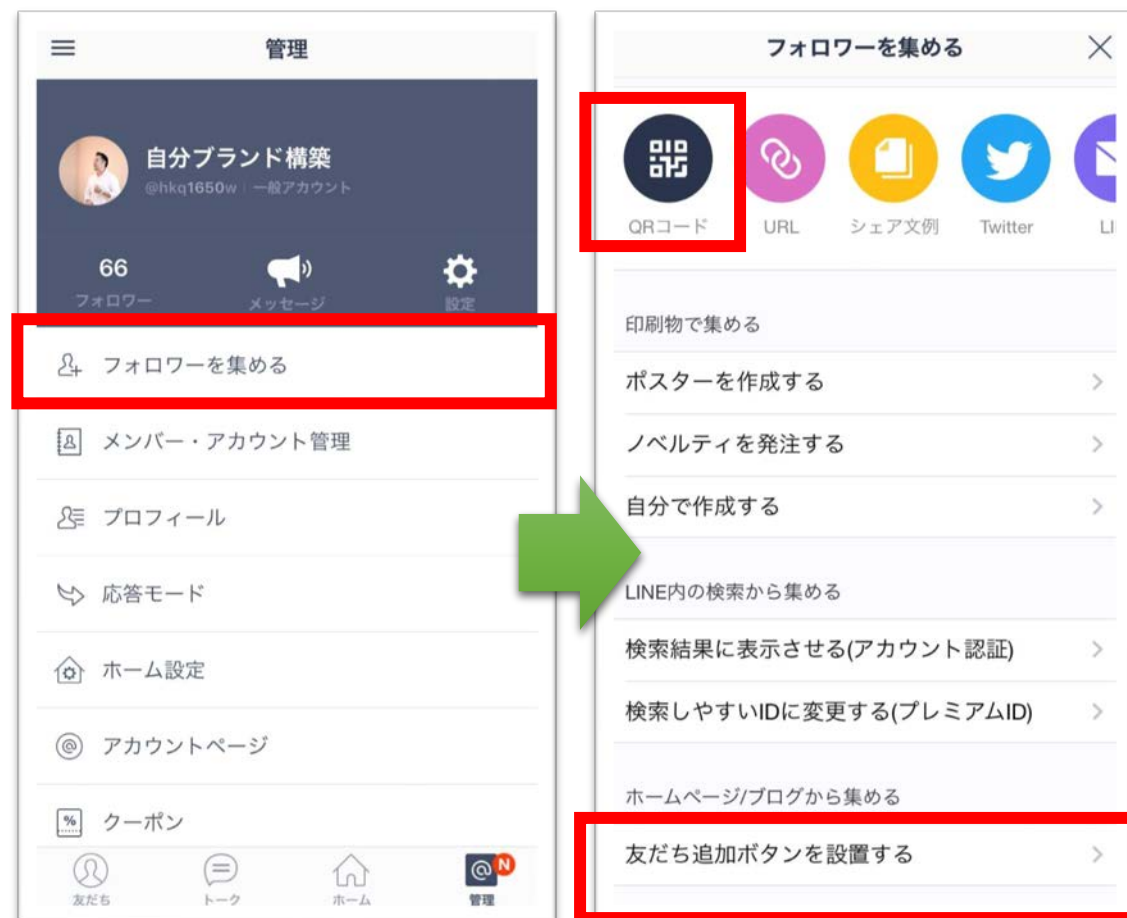 管理
自分ブランド構築
@hkq1650w | 一般アカウント
66
フォロワー
メッセージ
設定
フォロワーを集める
メンバー・アカウント管理
プロフィール
応答モード
ホーム設定
アカウントページ
クーポン
友だち
トーク
ホーム
N
管理
フォロワーを集める
QRコード
URL
シェア文例
Twitter
LI
印刷物で集める
ポスターを作成する
ノベルティを発注する
自分で作成する
LINE内の検索から集める
検索結果に表示させる(アカウント認証)
検索しやすいIDに変更する(プレミアムID)
ホームページ/ブログから集める
友だち追加ボタンを設置する